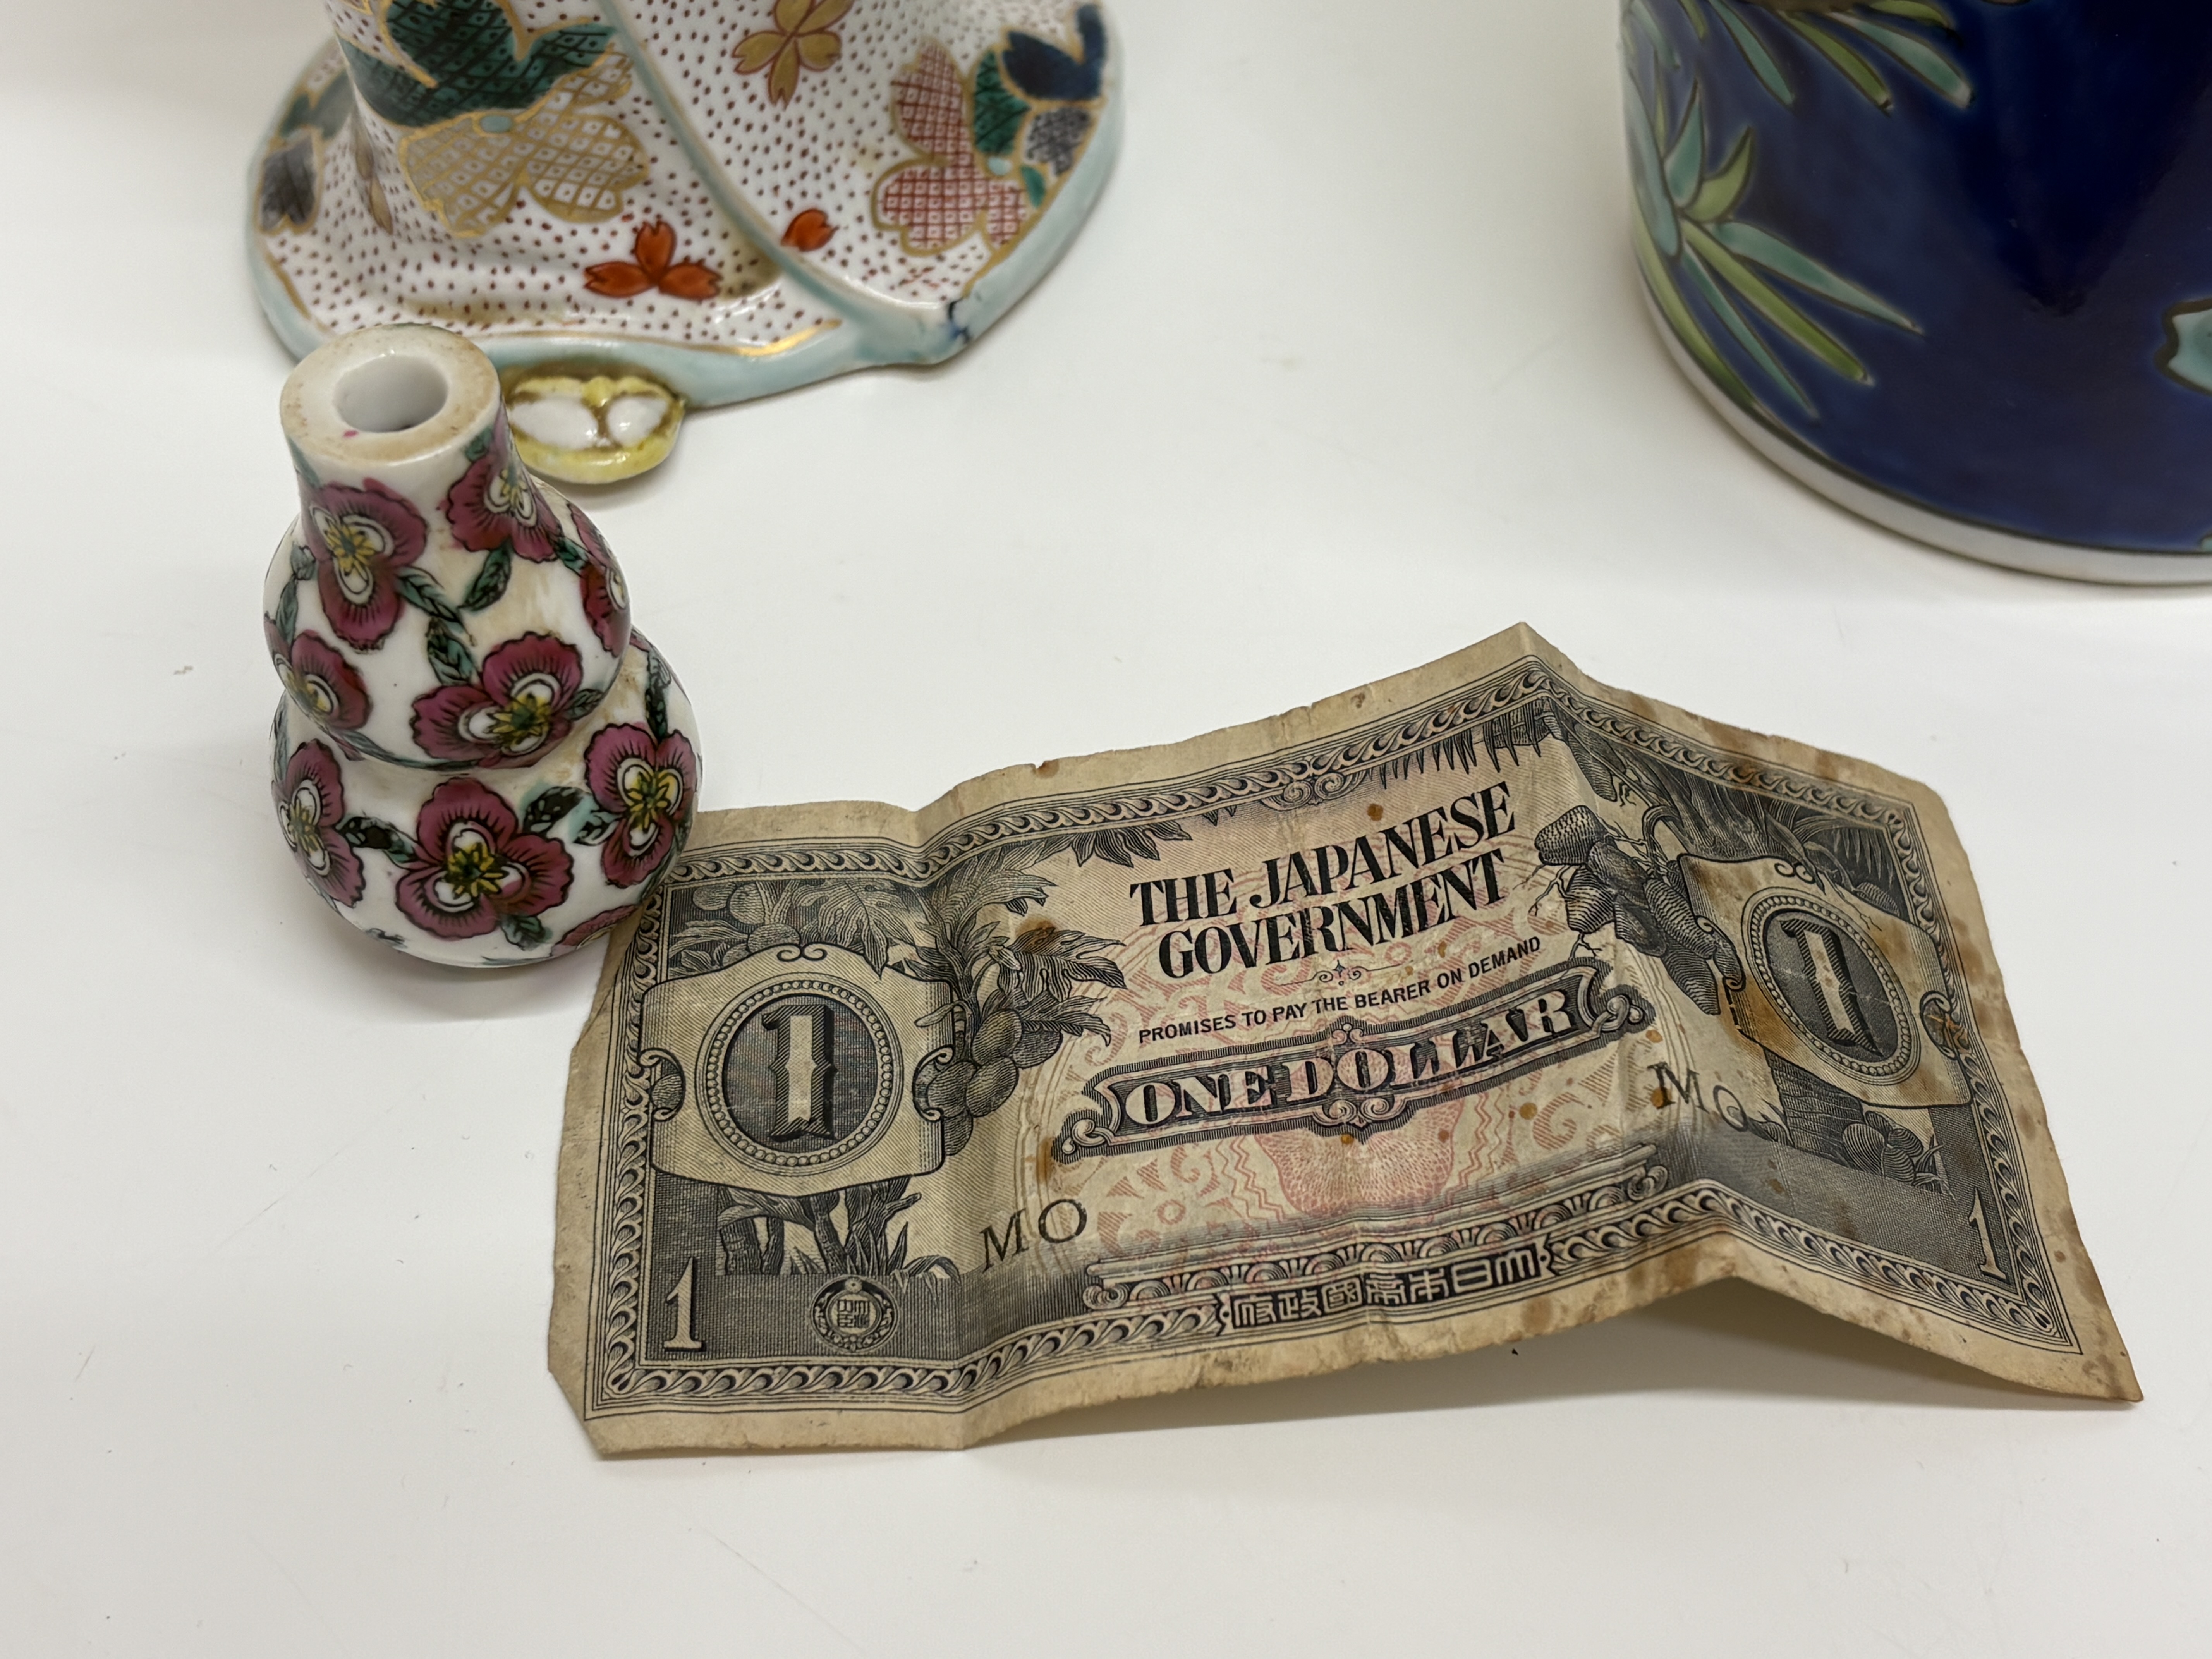 THE JAPANESE
GOVERNMENT
PROMISES TO PAY THE BEARER ON DEMAND
ONE DOLLAR
1
1
MO
MO
1
1
大日本帝國政府